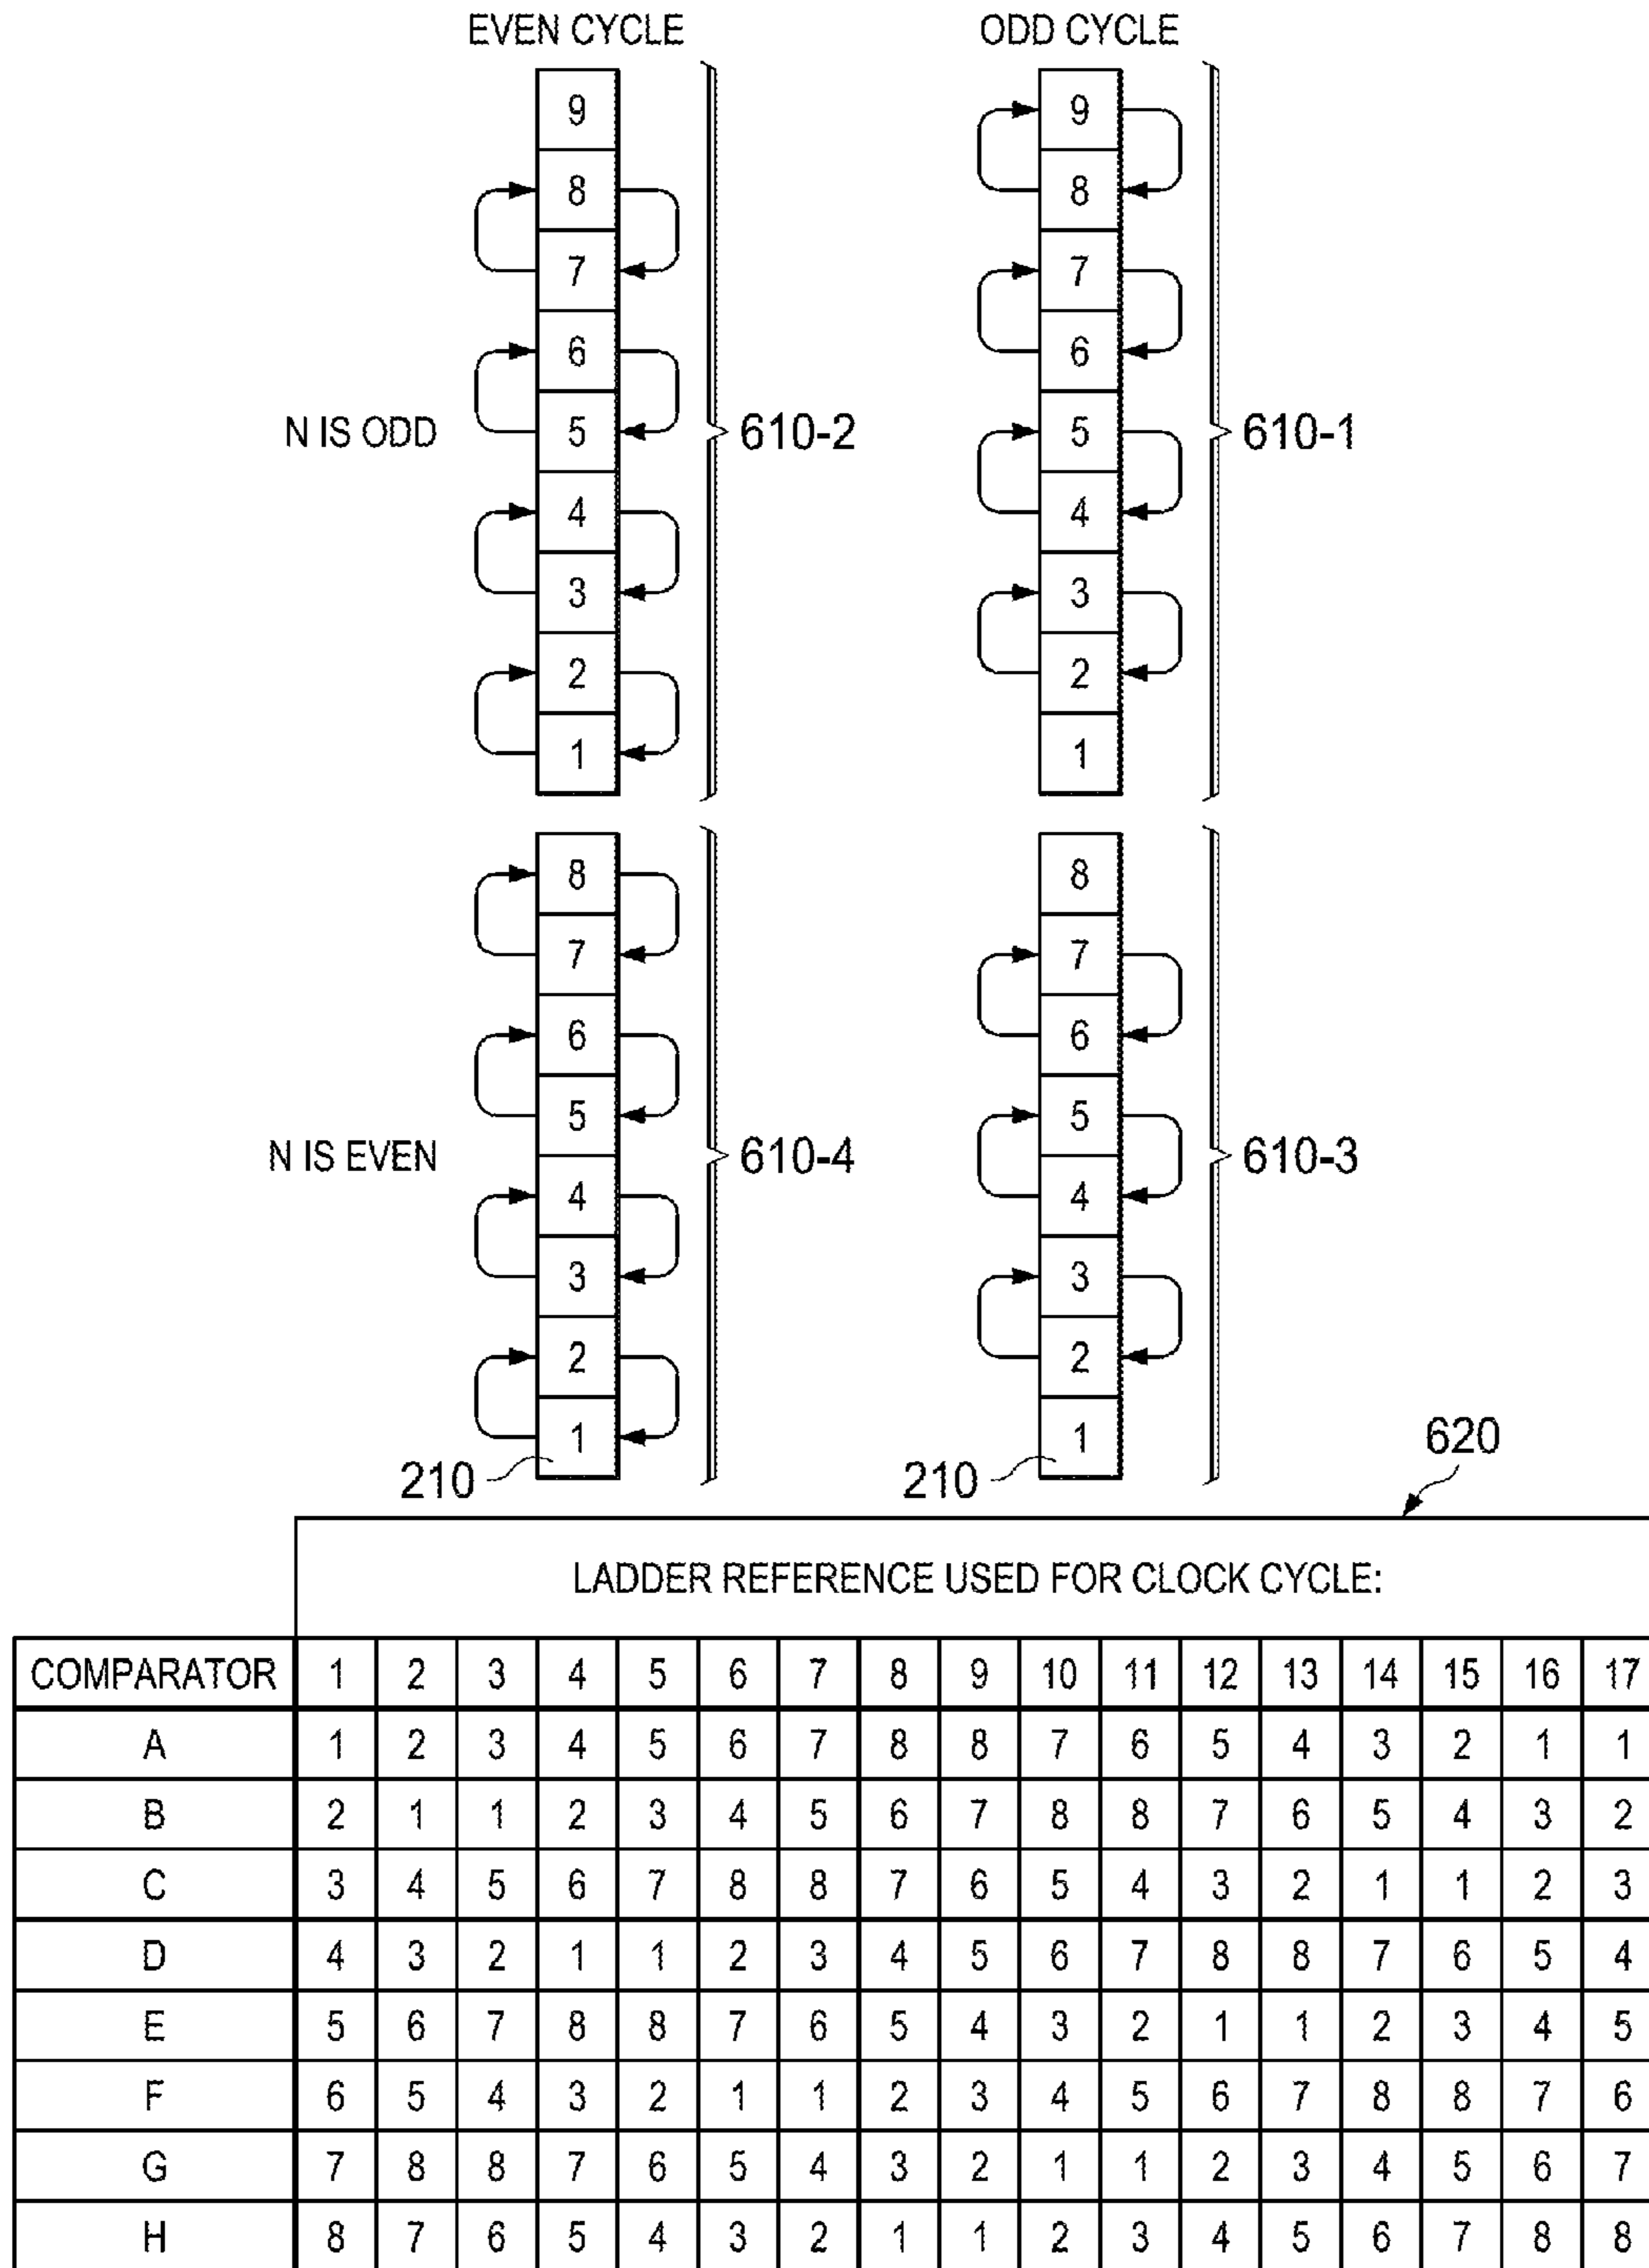 EVEN CYCLE ODD CYCLE
9 9
8 8
7 7
6 6
N IS ODD 5 610-2 5 610-1
4 4
3 3
2 2
1 1
8 8
7 7
6 6
5 5
N IS EVEN 610-4 610-3
4 4
3 3
2 2
1 1
210 210
620
LADDER REFERENCE USED FOR CLOCK CYCLE:
COMPARATOR 1 2 3 4 5 6 7 8 9 10 11 12 13 14 15 16 17
A 1 2 3 4 5 6 7 8 8 7 6 5 4 3 2 1 1
B 2 1 1 2 3 4 5 6 7 8 8 7 6 5 4 3 2
C 3 4 5 6 7 8 8 7 6 5 4 3 2 1 1 2 3
D 4 3 2 1 1 2 3 4 5 6 7 8 8 7 6 5 4
E 5 6 7 8 8 7 6 5 4 3 2 1 1 2 3 4 5
F 6 5 4 3 2 1 1 2 3 4 5 6 7 8 8 7 6
G 7 8 8 7 6 5 4 3 2 1 1 2 3 4 5 6 7
H 8 7 6 5 4 3 2 1 1 2 3 4 5 6 7 8 8